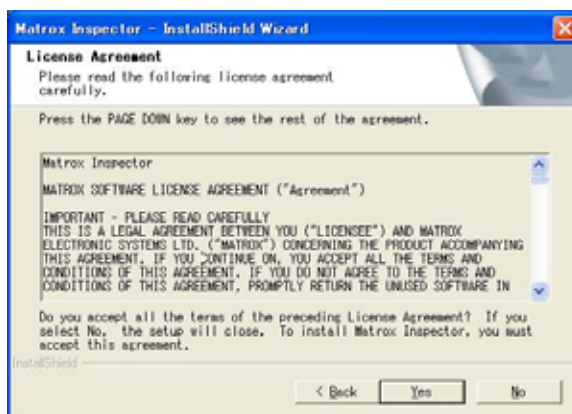 Matrox Inspector - InstallShield Wizard
License Agreement
Please read the following license agreement
carefully.
Press the PAGE DOWN key to see the rest of the agreement.
Matrox Inspector
MATROX SOFTWARE LICENSE AGREEMENT ("Agreement")
IMPORTANT - PLEASE READ CAREFULLY
THIS IS A LEGAL AGREEMENT BETWEEN YOU ("LICENSEE") AND MATROX
ELECTRONIC SYSTEMS LTD. ("MATROX") CONCERNING THE PRODUCT ACCOMPANYING
THIS AGREEMENT. IF YOU CONTINUE ON, YOU ACCEPT ALL THE TERMS AND
CONDITIONS OF THIS AGREEMENT. IF YOU DO NOT AGREE TO THE TERMS AND
CONDITIONS OF THIS AGREEMENT, PROMPTLY RETURN THE UNUSED SOFTWARE IN
Do you accept all the terms of the preceding License Agreement? If you
select No, the setup will close. To install Matrox Inspector, you must
accept this agreement.
InstallShield
< Back Yes No